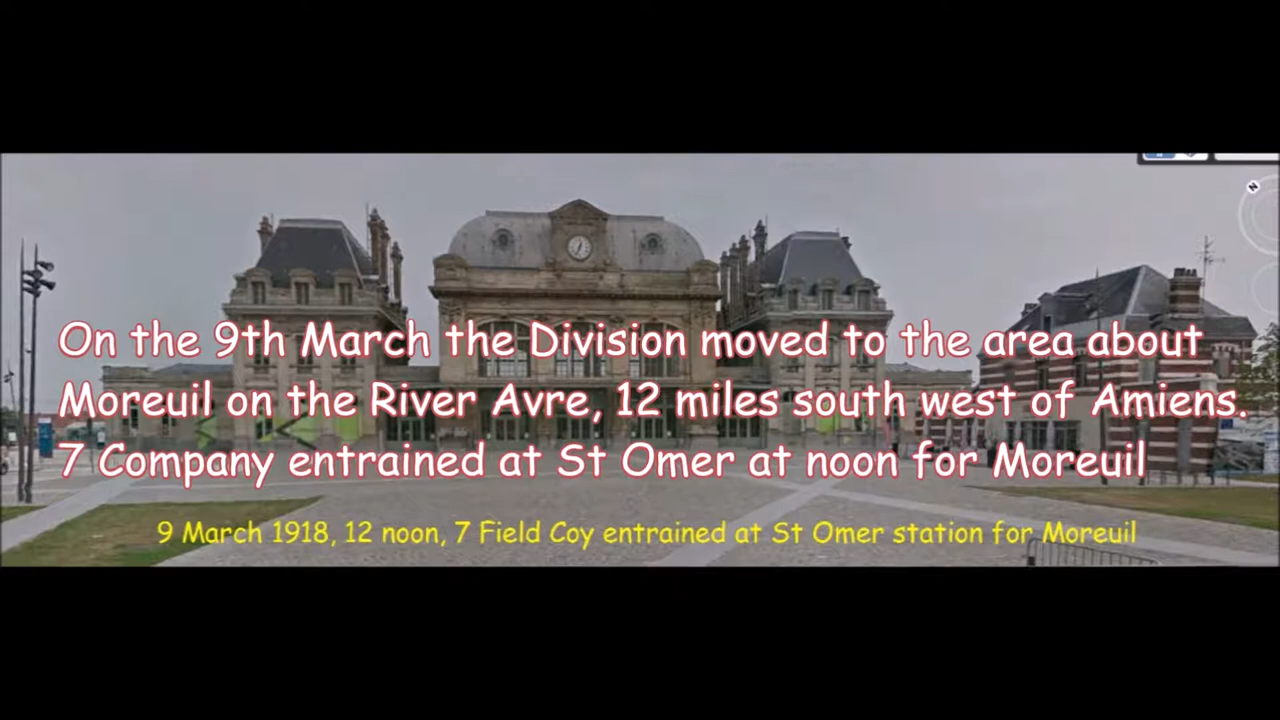 On the 9th March the Division moved to the area about
Moreuil on the River Avre, 12 miles south west of Amiens.
7 Company entrained at St Omer at noon for Moreuil
9 March 1918, 12 noon, 7 Field Coy entrained at St Omer station for Moreuil